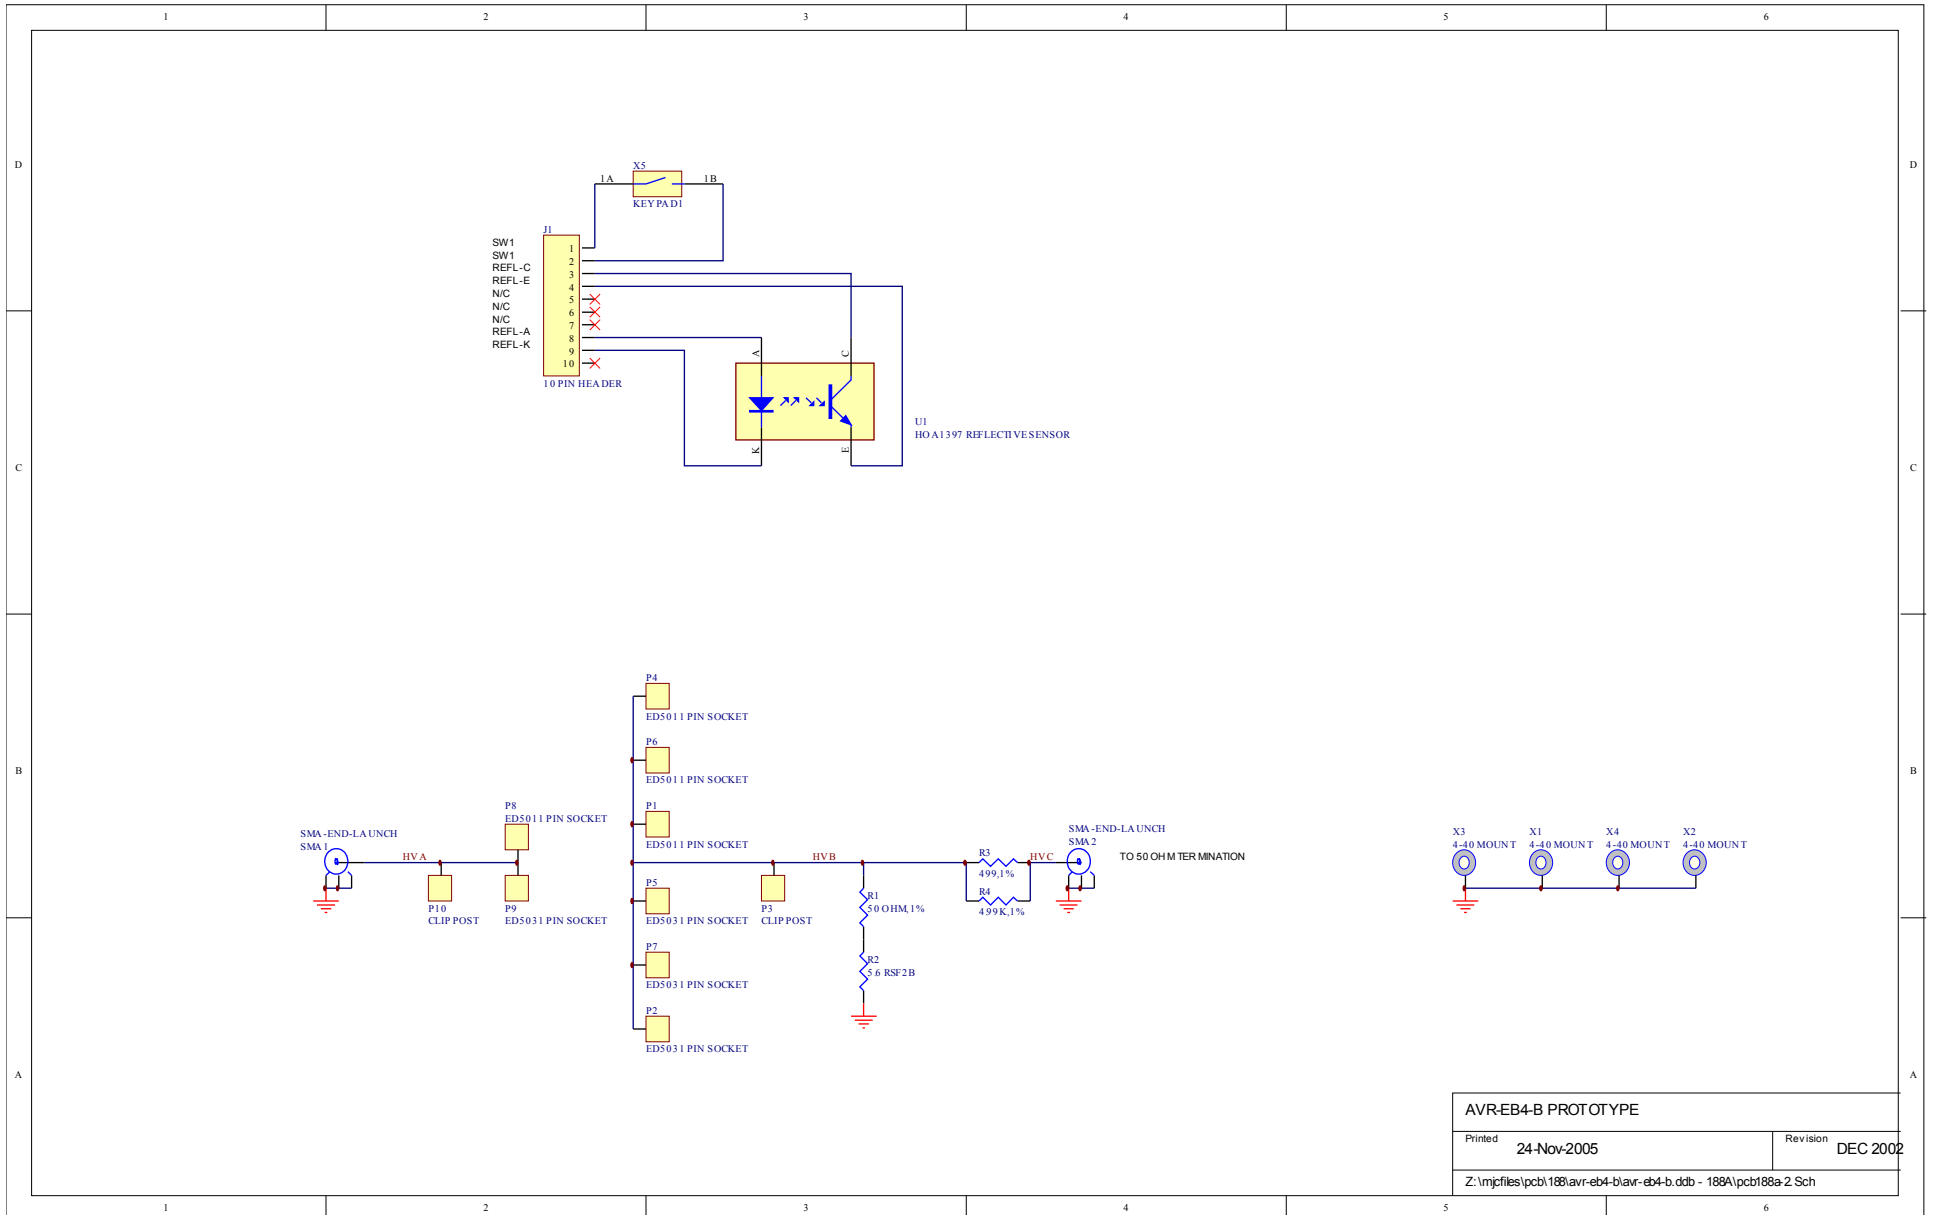 1 2 3 4 5 6
D D
X5
1A 1B
KEYPAD1
J1
SW1 1
SW1 2
REFL-C 3
REFL-E 4
N/C 5
N/C 6
N/C 7
REFL-A 8
REFL-K 9
10
10 PIN HEADER
A C
K E
U1
HOA1397 REFLECTIVE SENSOR
C C
P4
ED5011 PIN SOCKET
P6
ED5011 PIN SOCKET
B B
P8
ED5011 PIN SOCKET
P1
ED5011 PIN SOCKET
SMA-END-LAUNCH
SMA1
HVA
P10
CLIP POST
P9
ED5031 PIN SOCKET
P5
ED5031 PIN SOCKET
HVB
P3
CLIP POST
R1
50 OHM, 1%
R2
5.6 RSF2B
R3
499, 1%
R4
4.99K, 1%
HVC
SMA-END-LAUNCH
SMA2
TO 50 OHM TERMINATION
P7
ED5031 PIN SOCKET
P2
ED5031 PIN SOCKET
X3
4-40 MOUNT
X1
4-40 MOUNT
X4
4-40 MOUNT
X2
4-40 MOUNT
A A
AVR-EB4-B PROTOTYPE
Printed 24-Nov-2005
Revision DEC 2002
Z:\mjcfiles\pcb\188\avr-eb4-b\avr-eb4-b.ddb - 188A\pcb188a-2.Sch
1 2 3 4 5 6